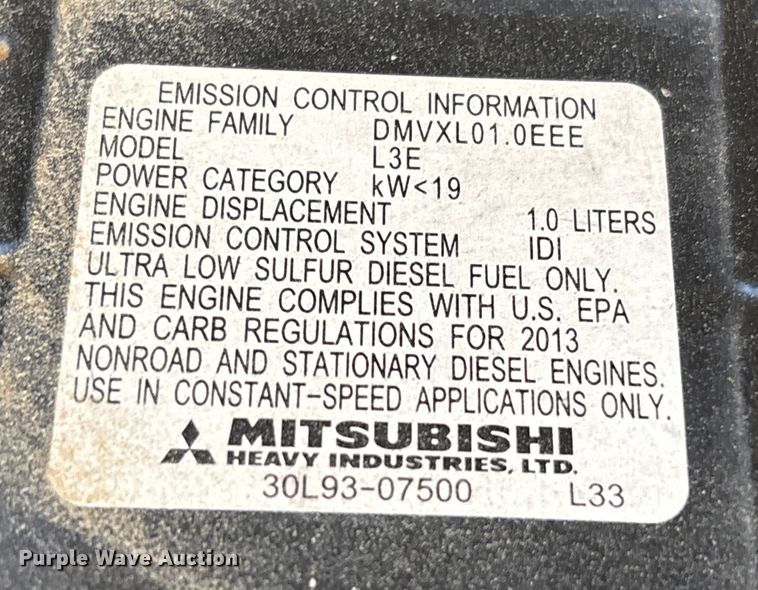 EMISSION CONTROL INFORMATION
ENGINE FAMILY DMVXL01.0EEE
MODEL L3E
POWER CATEGORY kW<19
ENGINE DISPLACEMENT 1.0 LITERS
EMISSION CONTROL SYSTEM IDI
ULTRA LOW SULFUR DIESEL FUEL ONLY.
THIS ENGINE COMPLIES WITH U.S. EPA
AND CARB REGULATIONS FOR 2013
NONROAD AND STATIONARY DIESEL ENGINES.
USE IN CONSTANT-SPEED APPLICATIONS ONLY.
MITSUBISHI
HEAVY INDUSTRIES, LTD.
30L93-07500 L33
Purple Wave Auction